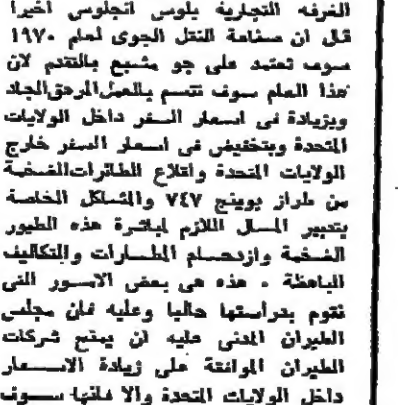 الغرفه التجارية بلوس انجلوس اخيرا
قال ان صناعة النقل الجوى لعام ١٩٧٠
سوف تعتمد على جو مشبع بالتقدم لان
هذا العام سوف تتسم بالعمل المرهق الجاد
وبزيادة فى اسعار السفر داخل الولايات
المتحدة وبتخفيض فى اسعار السفر خارج
الولايات المتحدة واقلاع الطائرات الضخمة
من طراز بوينج ٧٤٧ والمشاكل الخاصة
بتدبير المال اللازم لمباشرة هذه الطيور
الضخمة وازدحام المطارات والتكاليف
الباهظة . هذه هى بعض الامور التى
نقوم بدراستها حاليا وعليه فان مجلس
الطيران المدنى عليه ان يمنح شركات
الطيران الموافقة على زيادة الاسعار
داخل الولايات المتحدة والا فانها سوف